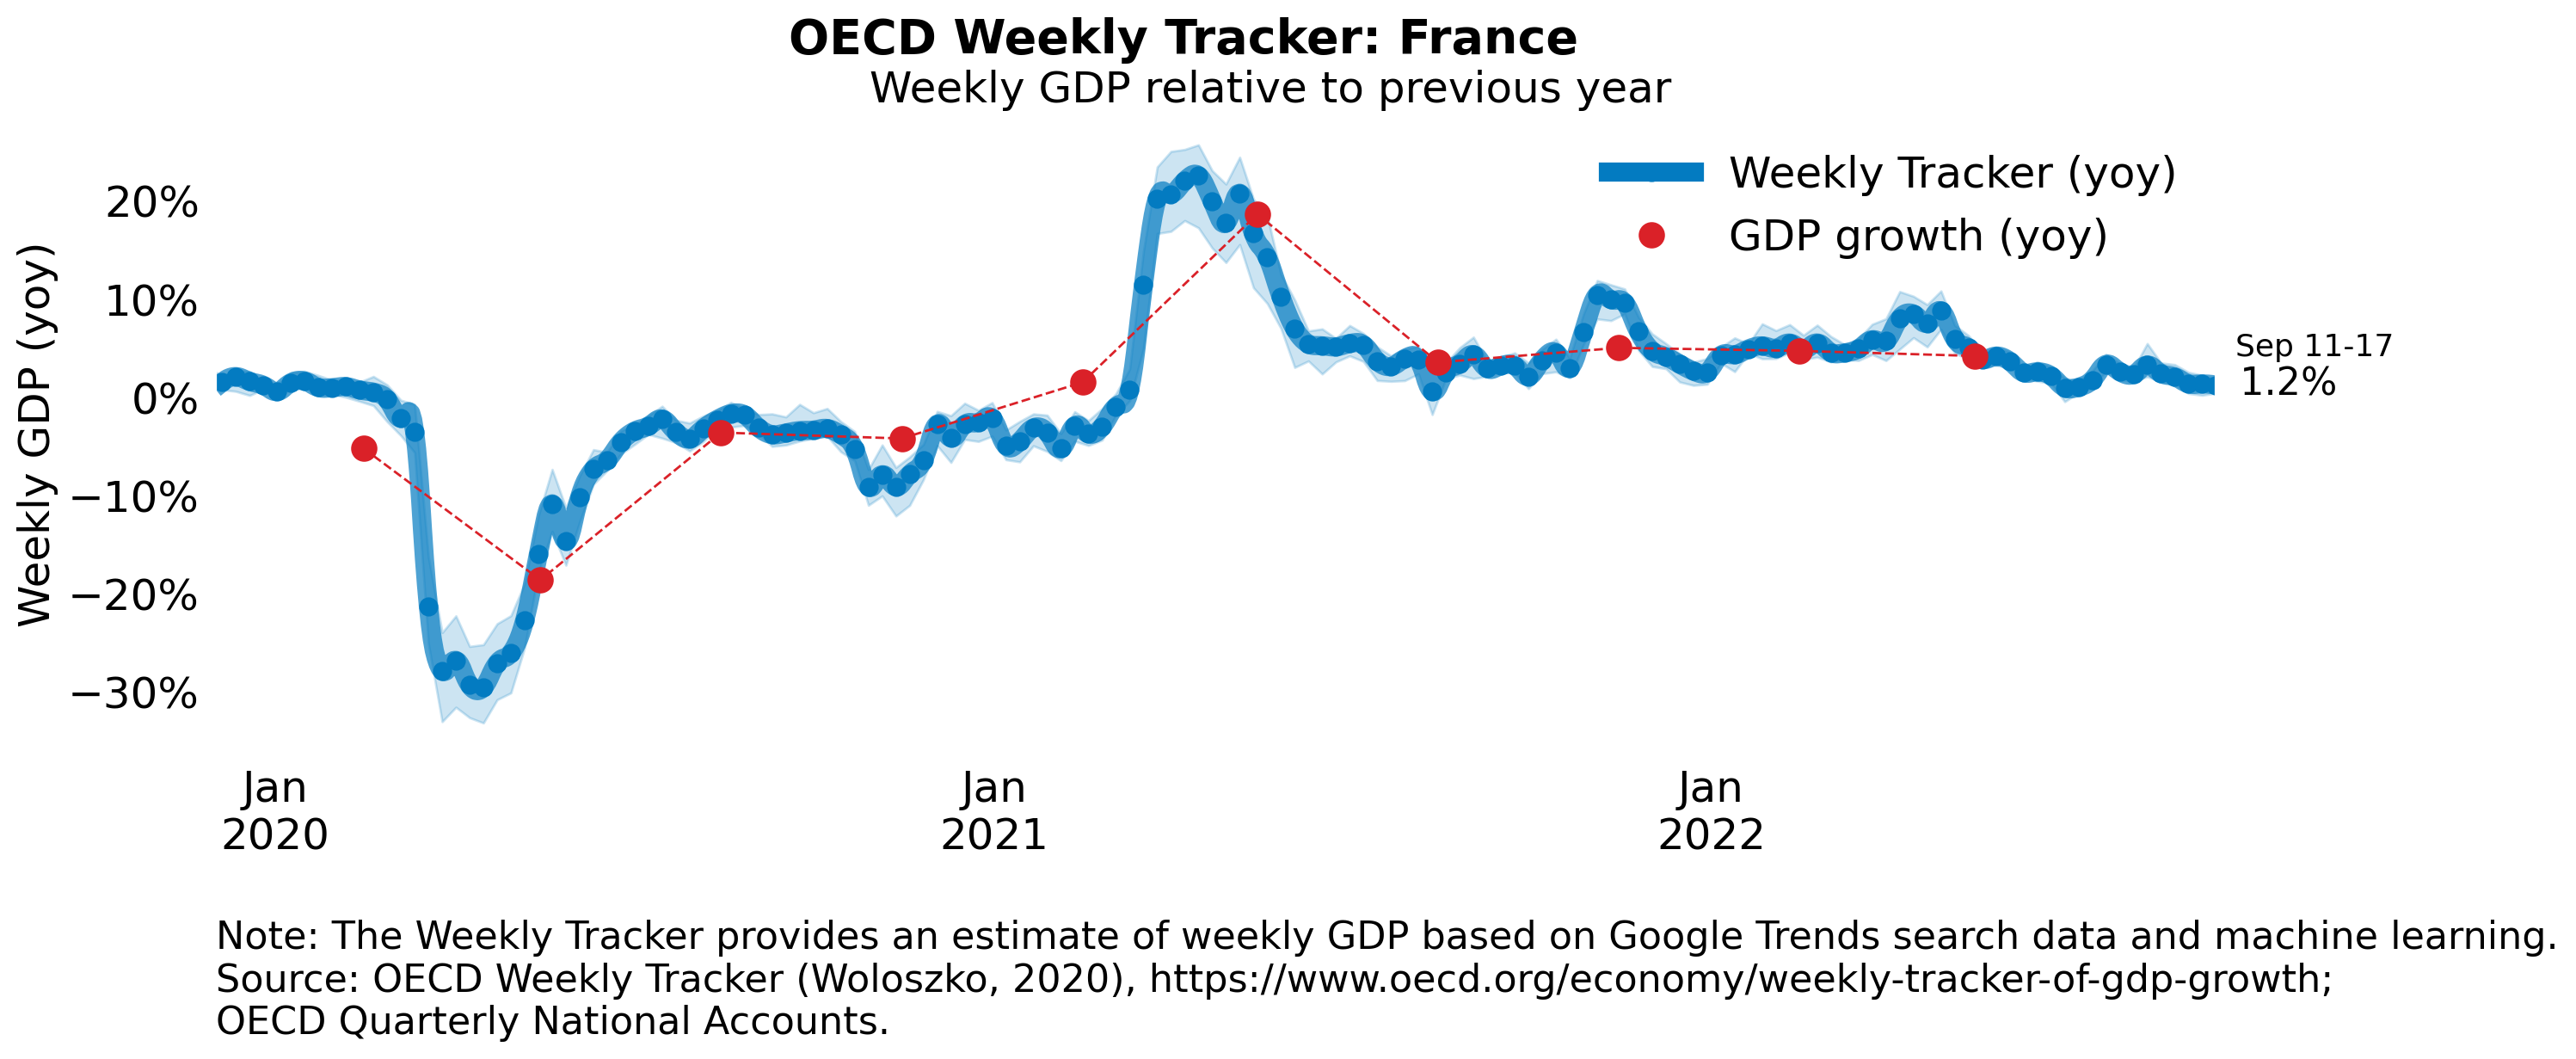 OECD Weekly Tracker: France
Weekly GDP relative to previous year
Weekly Tracker (yoy)
GDP growth (yoy)
Weekly GDP (yoy)
20%
10%
0%
−10%
−20%
−30%
Sep 11-17
1.2%
Jan
2020
Jan
2021
Jan
2022
Note: The Weekly Tracker provides an estimate of weekly GDP based on Google Trends search data and machine learning.
Source: OECD Weekly Tracker (Woloszko, 2020), https://www.oecd.org/economy/weekly-tracker-of-gdp-growth;
OECD Quarterly National Accounts.